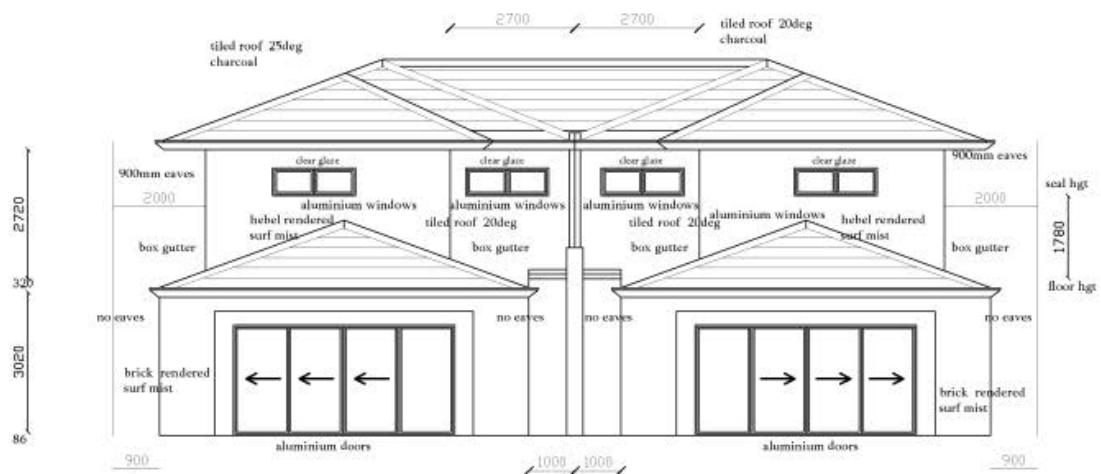 2700
2700
tiled roof 20deg
charcoal
tiled roof 25deg
charcoal
900mm eaves
clear glaze
clear glaze
clear glaze
clear glaze
900mm eaves
seal hgt
2000
aluminium windows
aluminium windows
aluminium windows
aluminium windows
2000
2720
hebel rendered
surf mist
tiled roof 20deg
tiled roof 20deg
hebel rendered
surf mist
1780
box gutter
box gutter
box gutter
box gutter
320
floor hgt
no eaves
no eaves
no eaves
no eaves
3020
brick rendered
surf mist
brick rendered
surf mist
86
aluminium doors
aluminium doors
900
1000
1000
900